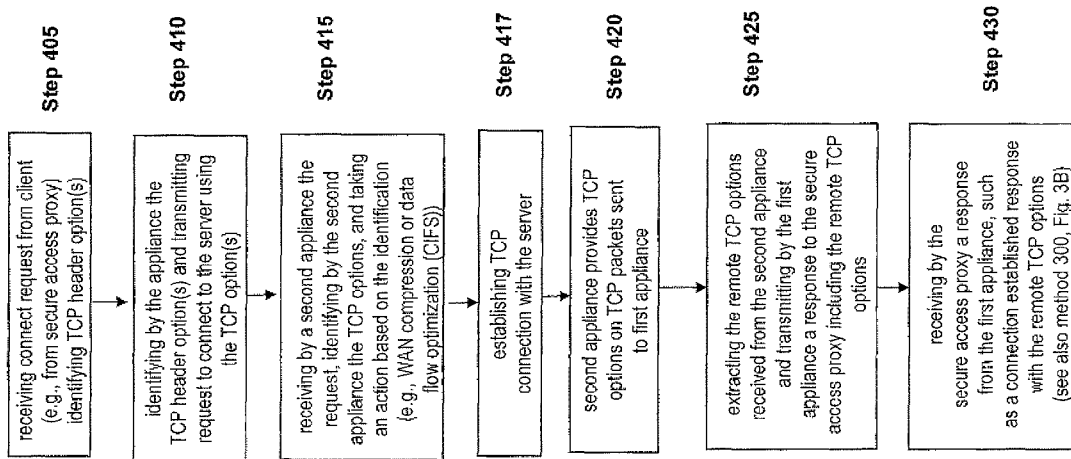 receiving connect request from client
(e.g., from secure access proxy)
identifying TCP header option(s)
Step 405
identifying by the appliance the
TCP header option(s) and transmitting
request to connect to the server using
the TCP option(s)
Step 410
receiving by a second appliance the
request, identifying by the second
appliance the TCP options, and taking
an action based on the identification
(e.g., WAN compression or data
flow optimization (CIFS))
Step 415
establishing TCP
connection with the server
Step 417
second appliance provides TCP
options on TCP packets sent
to first appliance
Step 420
extracting the remote TCP options
received from the second appliance
and transmitting by the first
appliance a response to the secure
access proxy including the remote TCP
options
Step 425
receiving by the
secure access proxy a response
from the first appliance, such
as a connection established response
with the remote TCP options
(see also method 300, Fig. 3B)
Step 430